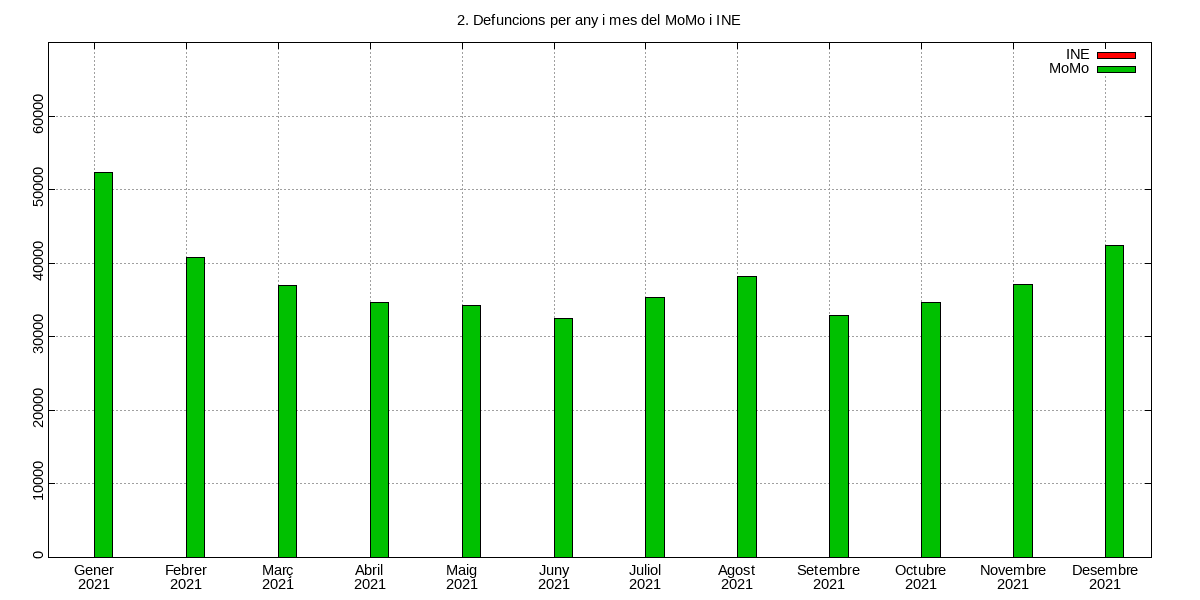 2. Defuncions per any i mes del MoMo i INE
INE
MoMo
60000
50000
40000
30000
20000
10000
0
Gener Febrer Març Abril Maig Juny Juliol Agost Setembre Octubre Novembre Desembre
2021 2021 2021 2021 2021 2021 2021 2021 2021 2021 2021 2021